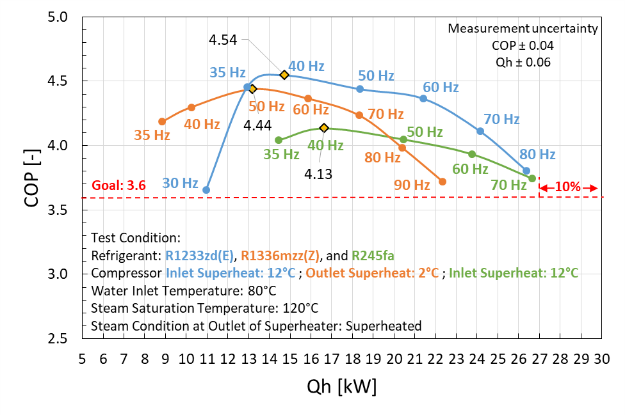 5.0
4.5
4.0
3.5
3.0
2.5
COP [-]
Measurement uncertainty
COP ± 0.04
Qh ± 0.06
4.54
35 Hz
40 Hz
50 Hz
60 Hz
70 Hz
80 Hz
30 Hz
35 Hz
40 Hz
50 Hz
60 Hz
70 Hz
80 Hz
90 Hz
4.44
35 Hz
40 Hz
50 Hz
60 Hz
70 Hz
4.13
Goal: 3.6
10%
Test Condition:
Refrigerant: R1233zd(E), R1336mzz(Z), and R245fa
Compressor Inlet Superheat: 12°C ; Outlet Superheat: 2°C ; Inlet Superheat: 12°C
Water Inlet Temperature: 80°C
Steam Saturation Temperature: 120°C
Steam Condition at Outlet of Superheater: Superheated
5 6 7 8 9 10 11 12 13 14 15 16 17 18 19 20 21 22 23 24 25 26 27 28 29 30
Qh [kW]